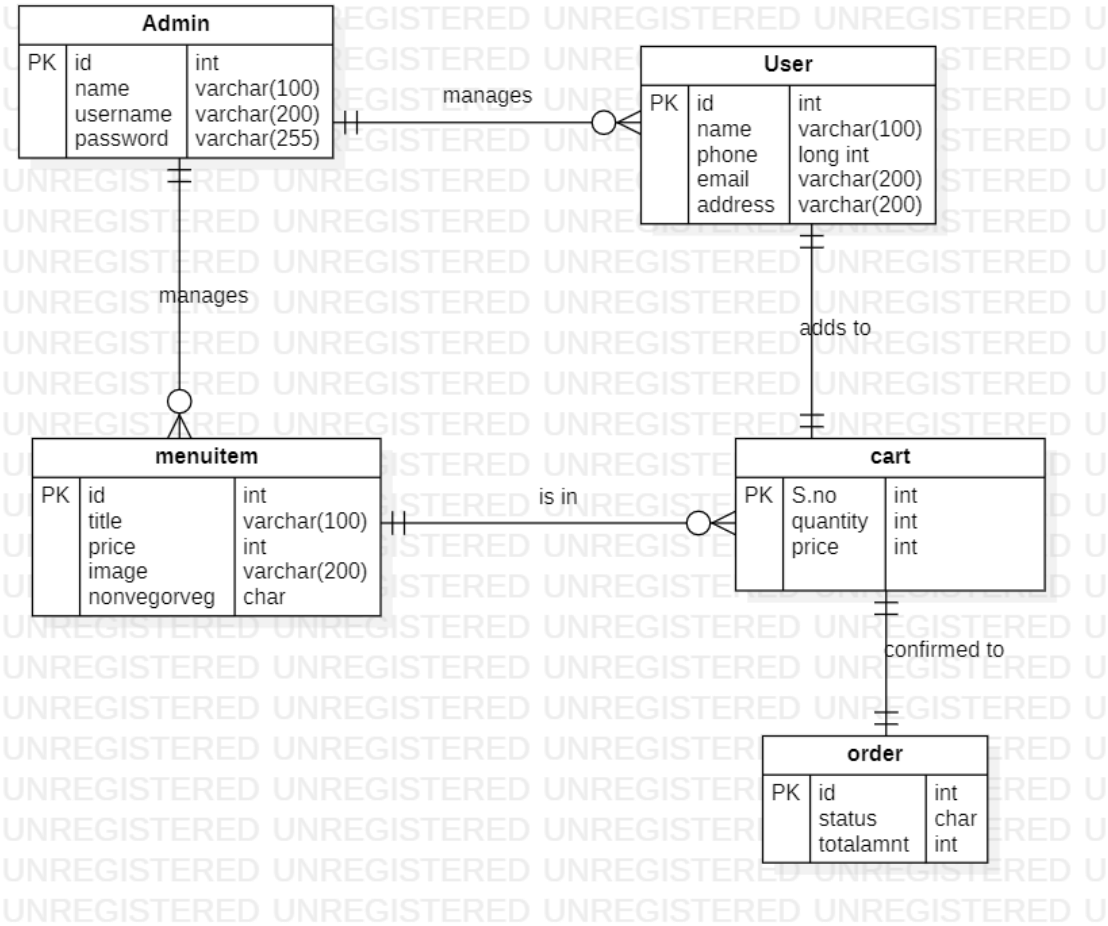 Admin
PK id int
name varchar(100)
username varchar(200)
password varchar(255)
manages
User
PK id int
name varchar(100)
phone long int
email varchar(200)
address varchar(200)
manages
adds to
menuitem
PK id int
title varchar(100)
price int
image varchar(200)
nonvegorveg char
is in
cart
PK S.no int
quantity int
price int
confirmed to
order
PK id int
status char
totalamnt int
UNREGISTERED